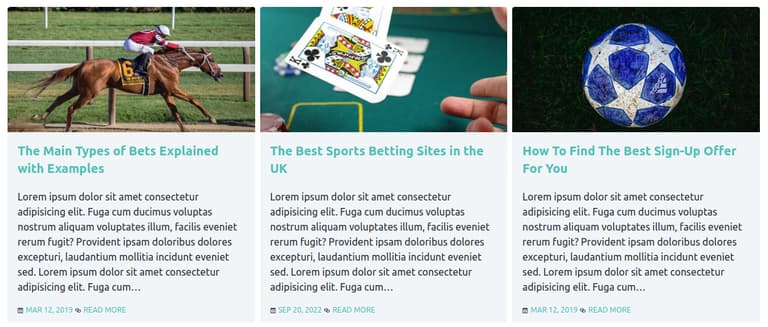 6
K
K
The Main Types of Bets Explained
with Examples
Lorem ipsum dolor sit amet consectetur
adipisicing elit. Fuga cum ducimus voluptas
nostrum aliquam voluptates illum, facilis eveniet
rerum fugit? Provident ipsam doloribus dolores
excepturi, laudantium mollitia incidunt eveniet
sed. Lorem ipsum dolor sit amet consectetur
adipisicing elit. Fuga cum…
MAR 12, 2019 READ MORE
The Best Sports Betting Sites in the
UK
Lorem ipsum dolor sit amet consectetur
adipisicing elit. Fuga cum ducimus voluptas
nostrum aliquam voluptates illum, facilis eveniet
rerum fugit? Provident ipsam doloribus dolores
excepturi, laudantium mollitia incidunt eveniet
sed. Lorem ipsum dolor sit amet consectetur
adipisicing elit. Fuga cum…
SEP 20, 2022 READ MORE
How To Find The Best Sign-Up Offer
For You
Lorem ipsum dolor sit amet consectetur
adipisicing elit. Fuga cum ducimus voluptas
nostrum aliquam voluptates illum, facilis eveniet
rerum fugit? Provident ipsam doloribus dolores
excepturi, laudantium mollitia incidunt eveniet
sed. Lorem ipsum dolor sit amet consectetur
adipisicing elit. Fuga cum…
MAR 12, 2019 READ MORE